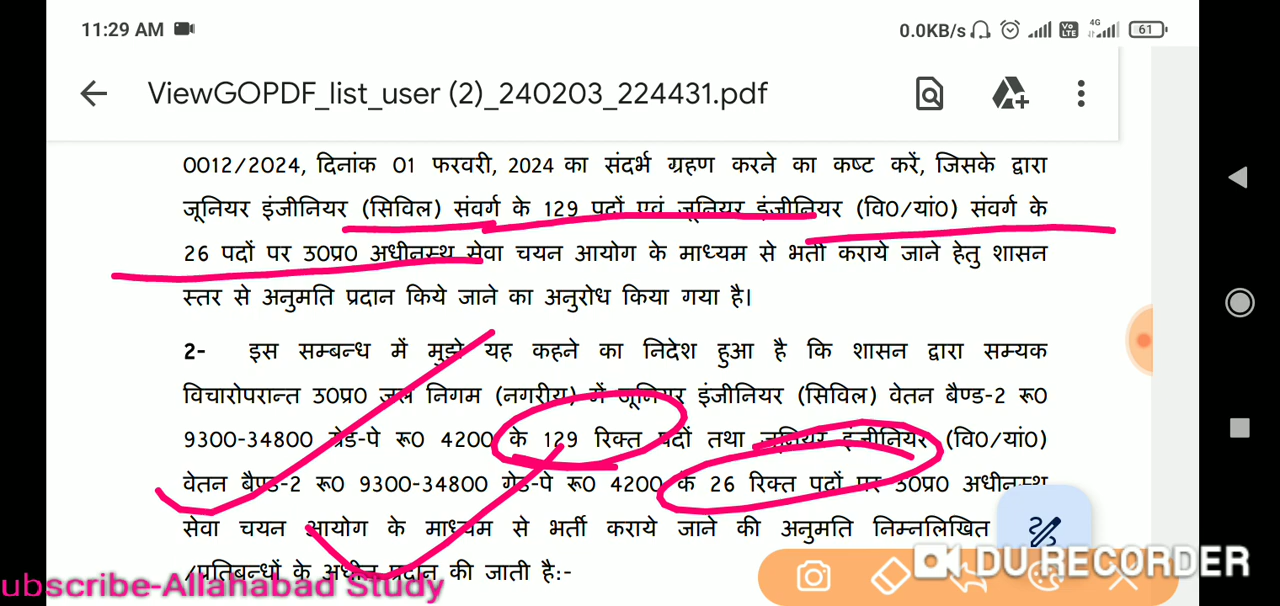 11:29 AM
0.0KB/s Vo LTE 4G 61
ViewGOPDF_list_user (2)_240203_224431.pdf
0012/2024, दिनांक 01 फरवरी, 2024 का संदर्भ ग्रहण करने का कष्ट करें, जिसके द्वारा
जूनियर इंजीनियर (सिविल) संवर्ग के 129 पदों एवं जूनियर इंजीनियर (वि0/यां0) संवर्ग के
26 पदों पर उ0प्र0 अधीनस्थ सेवा चयन आयोग के माध्यम से भर्ती कराये जाने हेतु शासन
स्तर से अनुमति प्रदान किये जाने का अनुरोध किया गया है।
2- इस सम्बन्ध में मुझे यह कहने का निदेश हुआ है कि शासन द्वारा सम्यक
विचारोपरान्त उ0प्र0 जल निगम (नगरीय) में जूनियर इंजीनियर (सिविल) वेतन बैण्ड-2 रू0
9300-34800 ग्रेड-पे रू0 4200 के 129 रिक्त पदों तथा जूनियर इंजीनियर (वि0/यां0)
वेतन बैण्ड-2 रू0 9300-34800 ग्रेड-पे रू0 4200 के 26 रिक्त पदों पर उ0प्र0 अधीनस्थ
सेवा चयन आयोग के माध्यम से भर्ती कराये जाने की अनुमति निम्नलिखित
/प्रतिबन्धों के अधीन प्रदान की जाती है:-
DU RECORDER
ubscribe-Allahabad Study